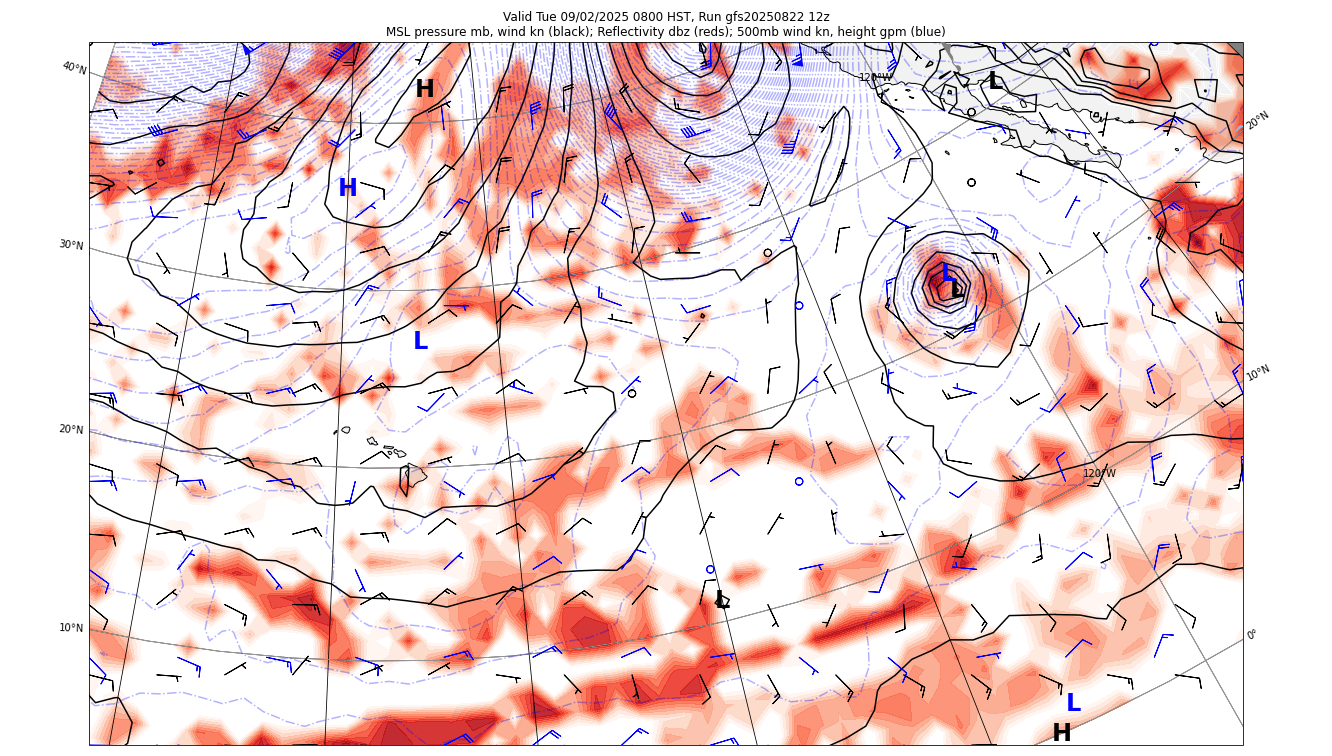 Valid Tue 09/02/2025 0800 HST, Run gfs20250822 12z
MSL pressure mb, wind kn (black); Reflectivity dbz (reds); 500mb wind kn, height gpm (blue)
40°N
120°W
20°N
H
L
H
30°N
L
L
L
10°N
20°N
120°W
L
10°N
0°
L
H